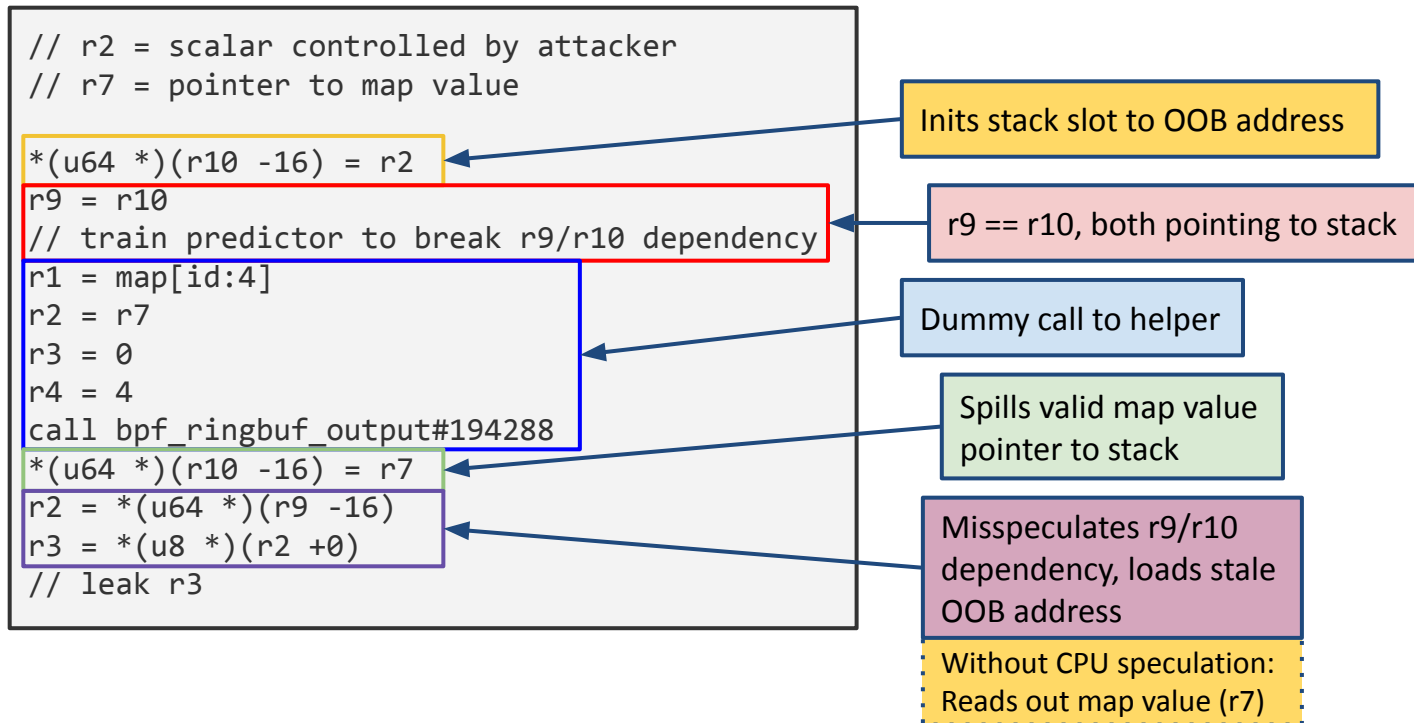 // r2 = scalar controlled by attacker
// r7 = pointer to map value
*(u64 *)(r10 -16) = r2
r9 = r10
// train predictor to break r9/r10 dependency
r1 = map[id:4]
r2 = r7
r3 = 0
r4 = 4
call bpf_ringbuf_output#194288
*(u64 *)(r10 -16) = r7
r2 = *(u64 *)(r9 -16)
r3 = *(u8 *)(r2 +0)
// leak r3
Inits stack slot to OOB address
r9 == r10, both pointing to stack
Dummy call to helper
Spills valid map value
pointer to stack
Misspeculates r9/r10
dependency, loads stale
OOB address
Without CPU speculation:
Reads out map value (r7)